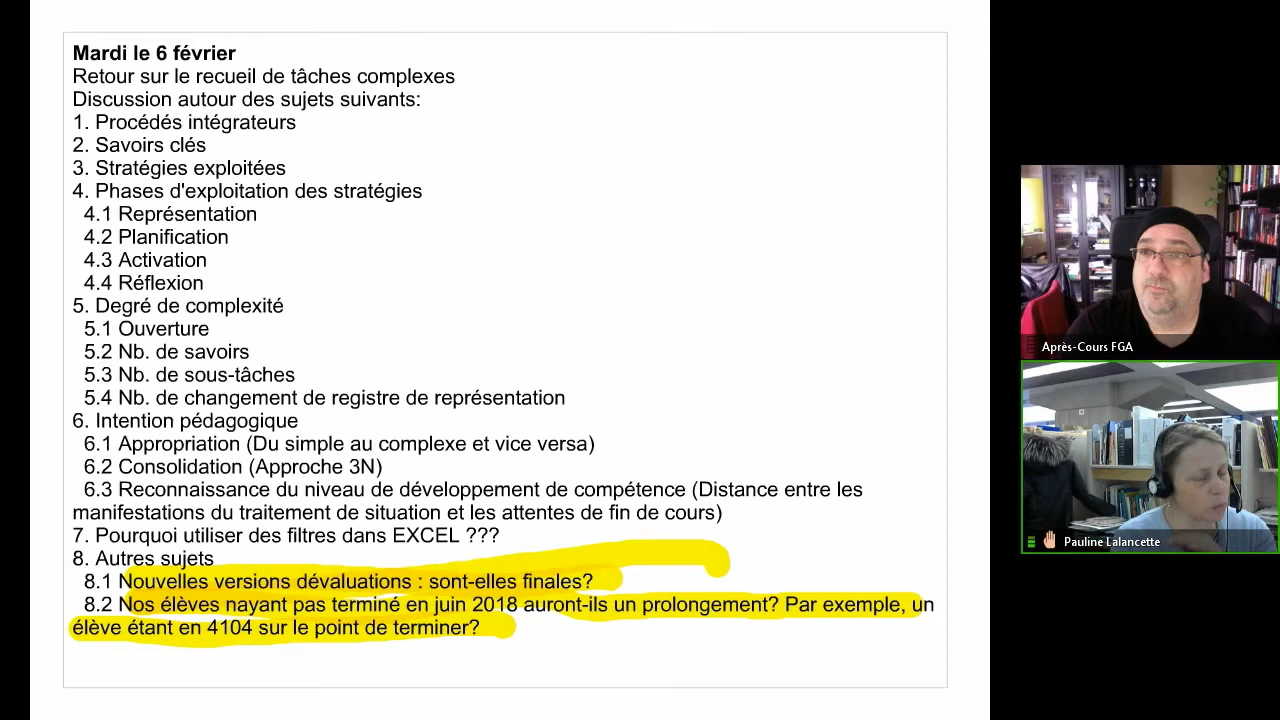 Mardi le 6 février
Retour sur le recueil de tâches complexes
Discussion autour des sujets suivants:
1. Procédés intégrateurs
2. Savoirs clés
3. Stratégies exploitées
4. Phases d'exploitation des stratégies
4.1 Représentation
4.2 Planification
4.3 Activation
4.4 Réflexion
5. Degré de complexité
5.1 Ouverture
5.2 Nb. de savoirs
5.3 Nb. de sous-tâches
5.4 Nb. de changement de registre de représentation
6. Intention pédagogique
6.1 Appropriation (Du simple au complexe et vice versa)
6.2 Consolidation (Approche 3N)
6.3 Reconnaissance du niveau de développement de compétence (Distance entre les
manifestations du traitement de situation et les attentes de fin de cours)
7. Pourquoi utiliser des filtres dans EXCEL ???
8. Autres sujets
8.1 Nouvelles versions dévaluations : sont-elles finales?
8.2 Nos élèves nayant pas terminé en juin 2018 auront-ils un prolongement? Par exemple, un
élève étant en 4104 sur le point de terminer?
Après-Cours FGA
Pauline Lalancette